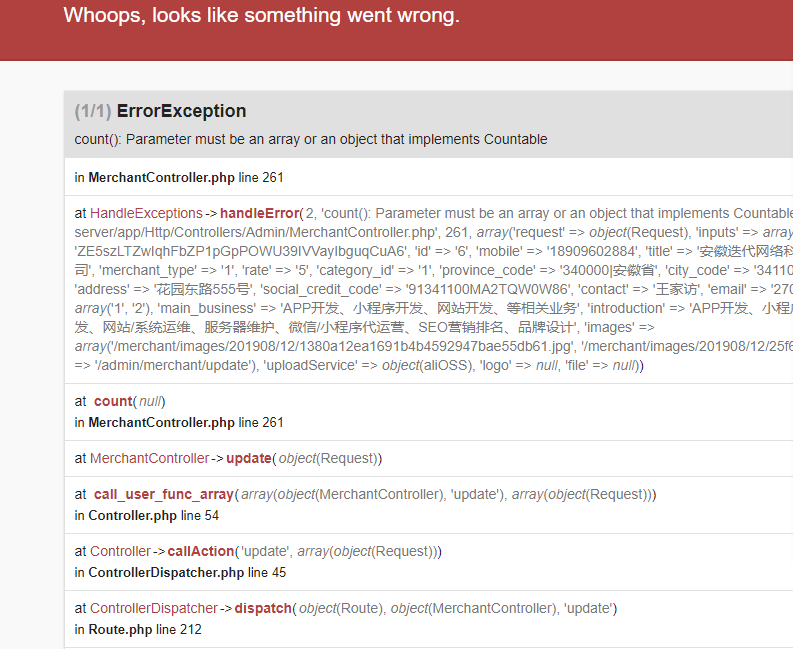 Whoops, looks like something went wrong.
(1/1) ErrorException
count(): Parameter must be an array or an object that implements Countable
in MerchantController.php line 261
at HandleExceptions->handleError(2, 'count(): Parameter must be an array or an object that implements Countable
server/app/Http/Controllers/Admin/MerchantController.php', 261, array('request' => object(Request), 'inputs' => array
'ZE5szLTZwIqhFbZP1pGpPOWU39IVVayIbguqCuA6', 'id' => '6', 'mobile' => '18909602884', 'title' => '安徽迭代网络科
司', 'merchant_type' => '1', 'rate' => '5', 'category_id' => '1', 'province_code' => '340000|安徽省', 'city_code' => '34110
'address' => '花园东路555号', 'social_credit_code' => '91341100MA2TQW0W86', 'contact' => '王家访', 'email' => '270
array('1', '2'), 'main_business' => 'APP开发、小程序开发、网站开发、等相关业务', 'introduction' => 'APP开发、小程
发、网站/系统运维、服务器维护、微信/小程序代运营、SEO营销排名、品牌设计', 'images' =>
array('/merchant/images/201908/12/1380a12ea1691b4b4592947bae55db61.jpg', '/merchant/images/201908/12/25f6
=> '/admin/merchant/update'), 'uploadService' => object(aliOSS), 'logo' => null, 'file' => null))
at count(null)
in MerchantController.php line 261
at MerchantController->update(object(Request))
at call_user_func_array(array(object(MerchantController), 'update'), array(object(Request)))
in Controller.php line 54
at Controller->callAction('update', array(object(Request)))
in ControllerDispatcher.php line 45
at ControllerDispatcher->dispatch(object(Route), object(MerchantController), 'update')
in Route.php line 212